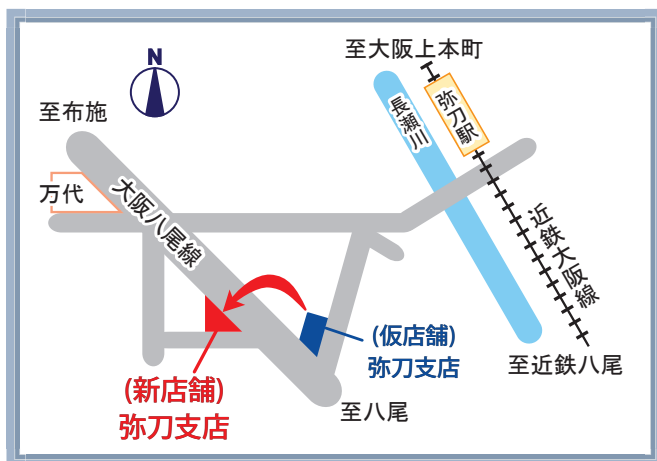 至大阪上本町
N
弥刀駅
長瀬川
至布施
万代
大阪八尾線
近鉄大阪線
(仮店舗)
弥刀支店
至近鉄八尾
(新店舗)
弥刀支店
至八尾